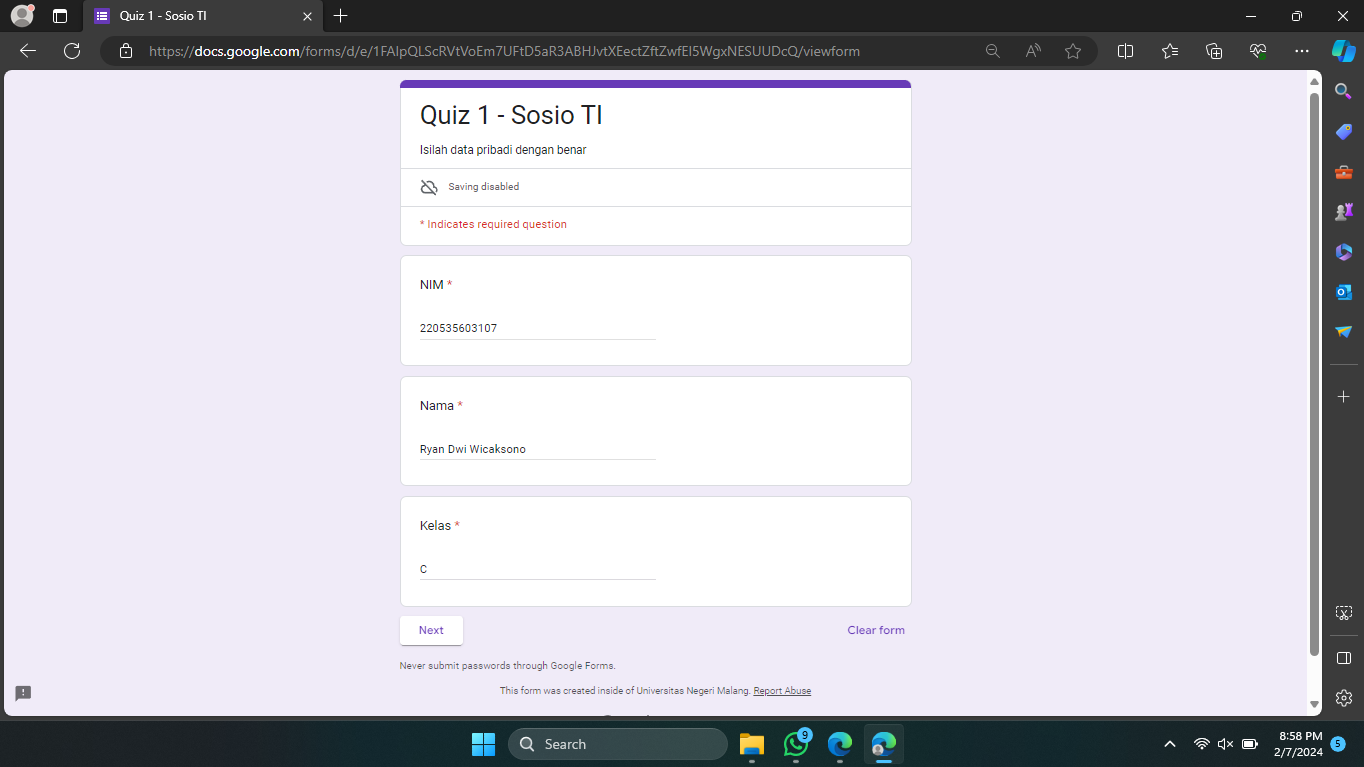 Quiz 1 - Sosio TI
https://docs.google.com/forms/d/e/1FAIpQLScRVtVoEm7UFtD5aR3ABHJvtXEectZftZwfEI5WgxNESUUDcQ/viewform
Quiz 1 - Sosio TI
Isilah data pribadi dengan benar
Saving disabled
* Indicates required question
NIM *
220535603107
Nama *
Ryan Dwi Wicaksono
Kelas *
C
Next
Clear form
Never submit passwords through Google Forms.
This form was created inside of Universitas Negeri Malang. Report Abuse
Search
9
8:58 PM
2/7/2024
5